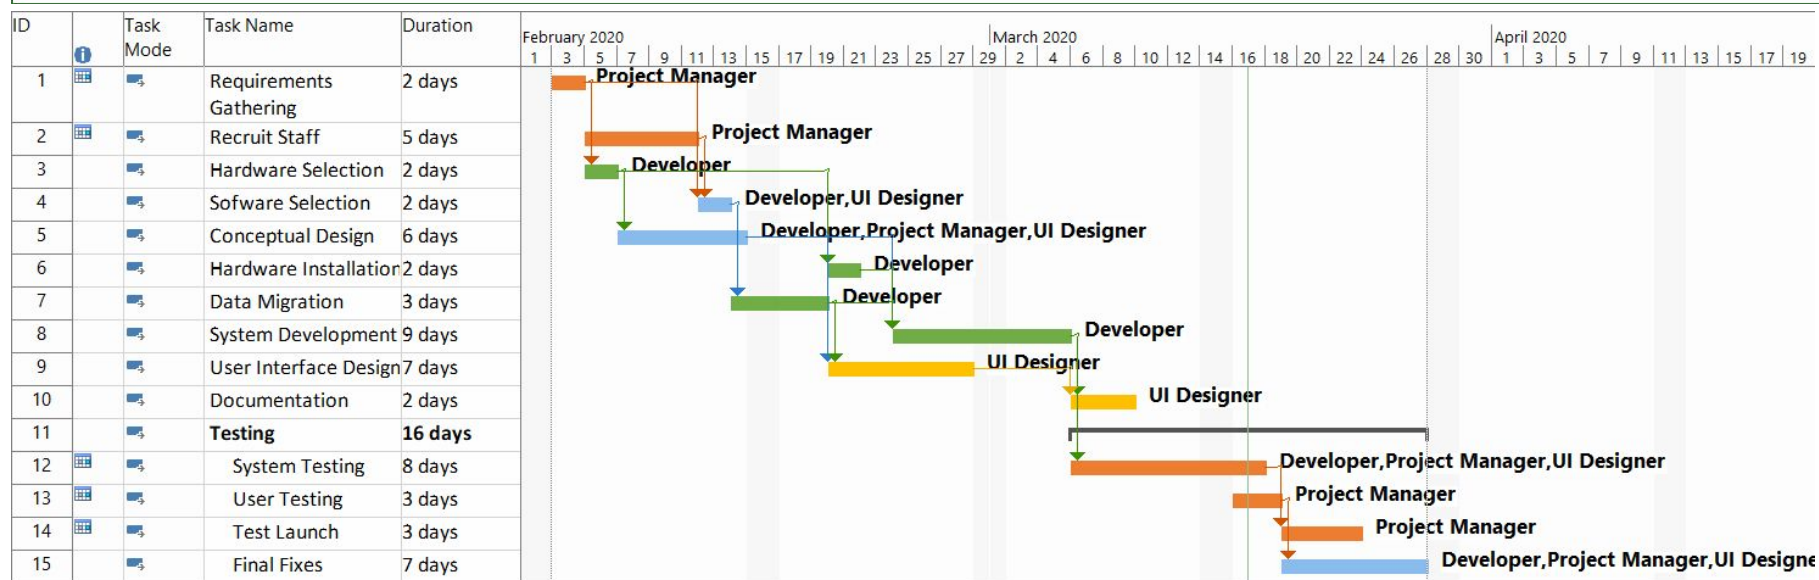 ID Task Mode Task Name Duration
February 2020 March 2020 April 2020
1 3 5 7 9 11 13 15 17 19 21 23 25 27 29 2 4 6 8 10 12 14 16 18 20 22 24 26 28 30 1 3 5 7 9 11 13 15 17 19
1 Requirements Gathering 2 days Project Manager
2 Recruit Staff 5 days Project Manager
3 Hardware Selection 2 days Developer
4 Sofware Selection 2 days Developer,UI Designer
5 Conceptual Design 6 days Developer,Project Manager,UI Designer
6 Hardware Installation 2 days Developer
7 Data Migration 3 days Developer
8 System Development 9 days Developer
9 User Interface Design 7 days UI Designer
10 Documentation 2 days UI Designer
11 Testing 16 days
12 System Testing 8 days Developer,Project Manager,UI Designer
13 User Testing 3 days Project Manager
14 Test Launch 3 days Project Manager
15 Final Fixes 7 days Developer,Project Manager,UI Designe